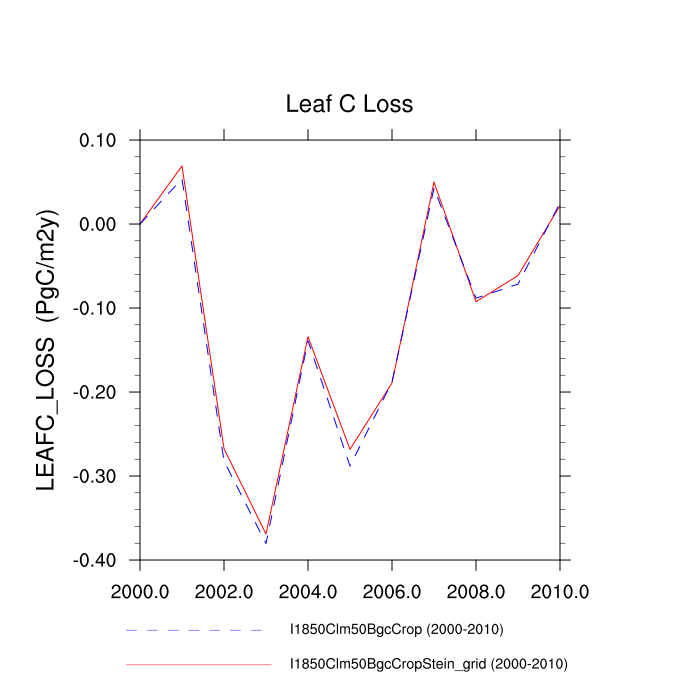 Leaf C Loss
LEAFC_LOSS (PgC/m2y)
0.10
0.00
-0.10
-0.20
-0.30
-0.40
2000.0 2002.0 2004.0 2006.0 2008.0 2010.0
I1850Clm50BgcCrop (2000-2010)
I1850Clm50BgcCropStein_grid (2000-2010)